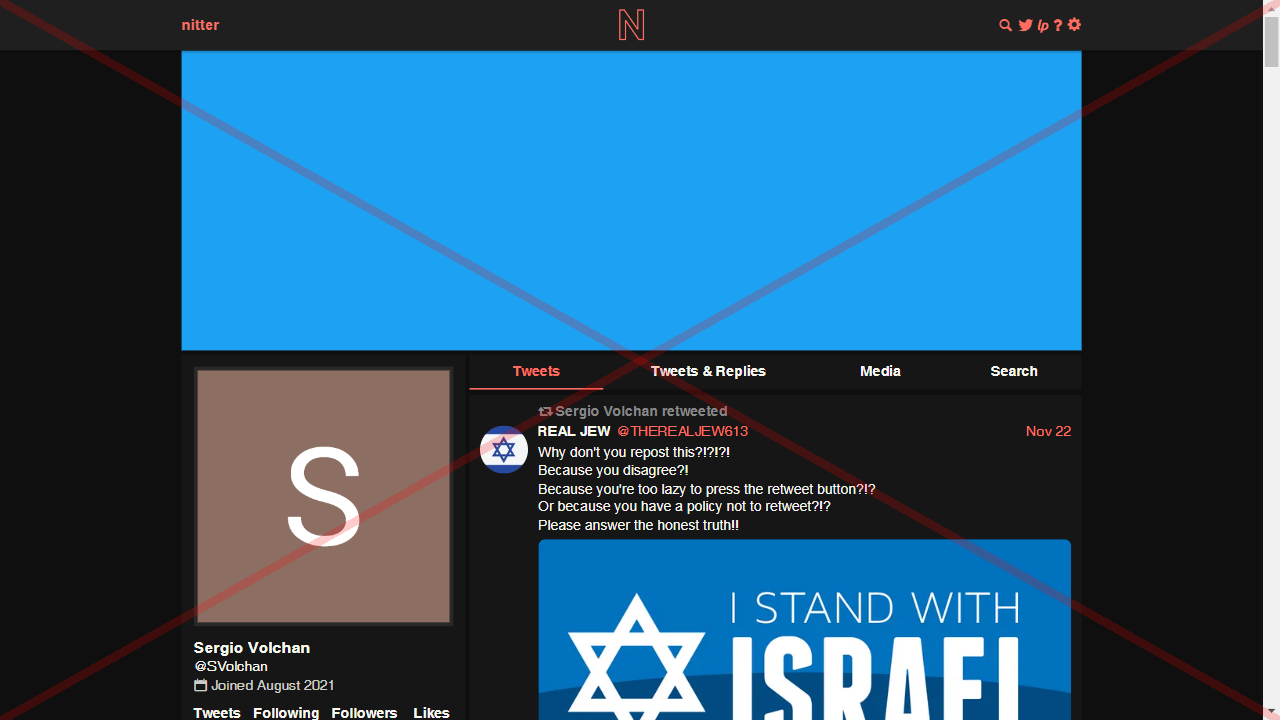 nitter
N
lp ?
S
Sergio Volchan
@SVolchan
Joined August 2021
Tweets Following Followers Likes
Tweets Tweets & Replies Media Search
Sergio Volchan retweeted
REAL JEW @THEREALJEW613 Nov 22
Why don't you repost this?!?!?!
Because you disagree?!
Because you're too lazy to press the retweet button?!?
Or because you have a policy not to retweet?!?
Please answer the honest truth!!
I STAND WITH
ISRAEL